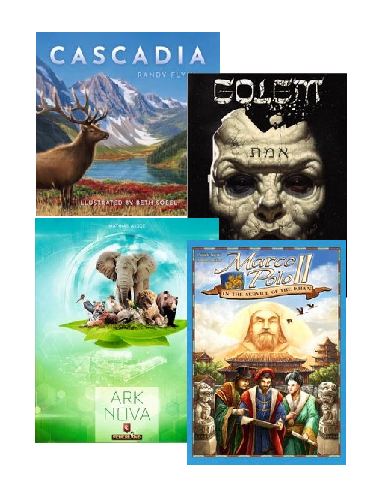 CASCADIA
RANDY FLY
ILLUSTRATED BY BETH SOBEL
GOLEM
אמת
ARK
NOVA
Marco
Polo II
IN THE SERVICE OF THE KHAN